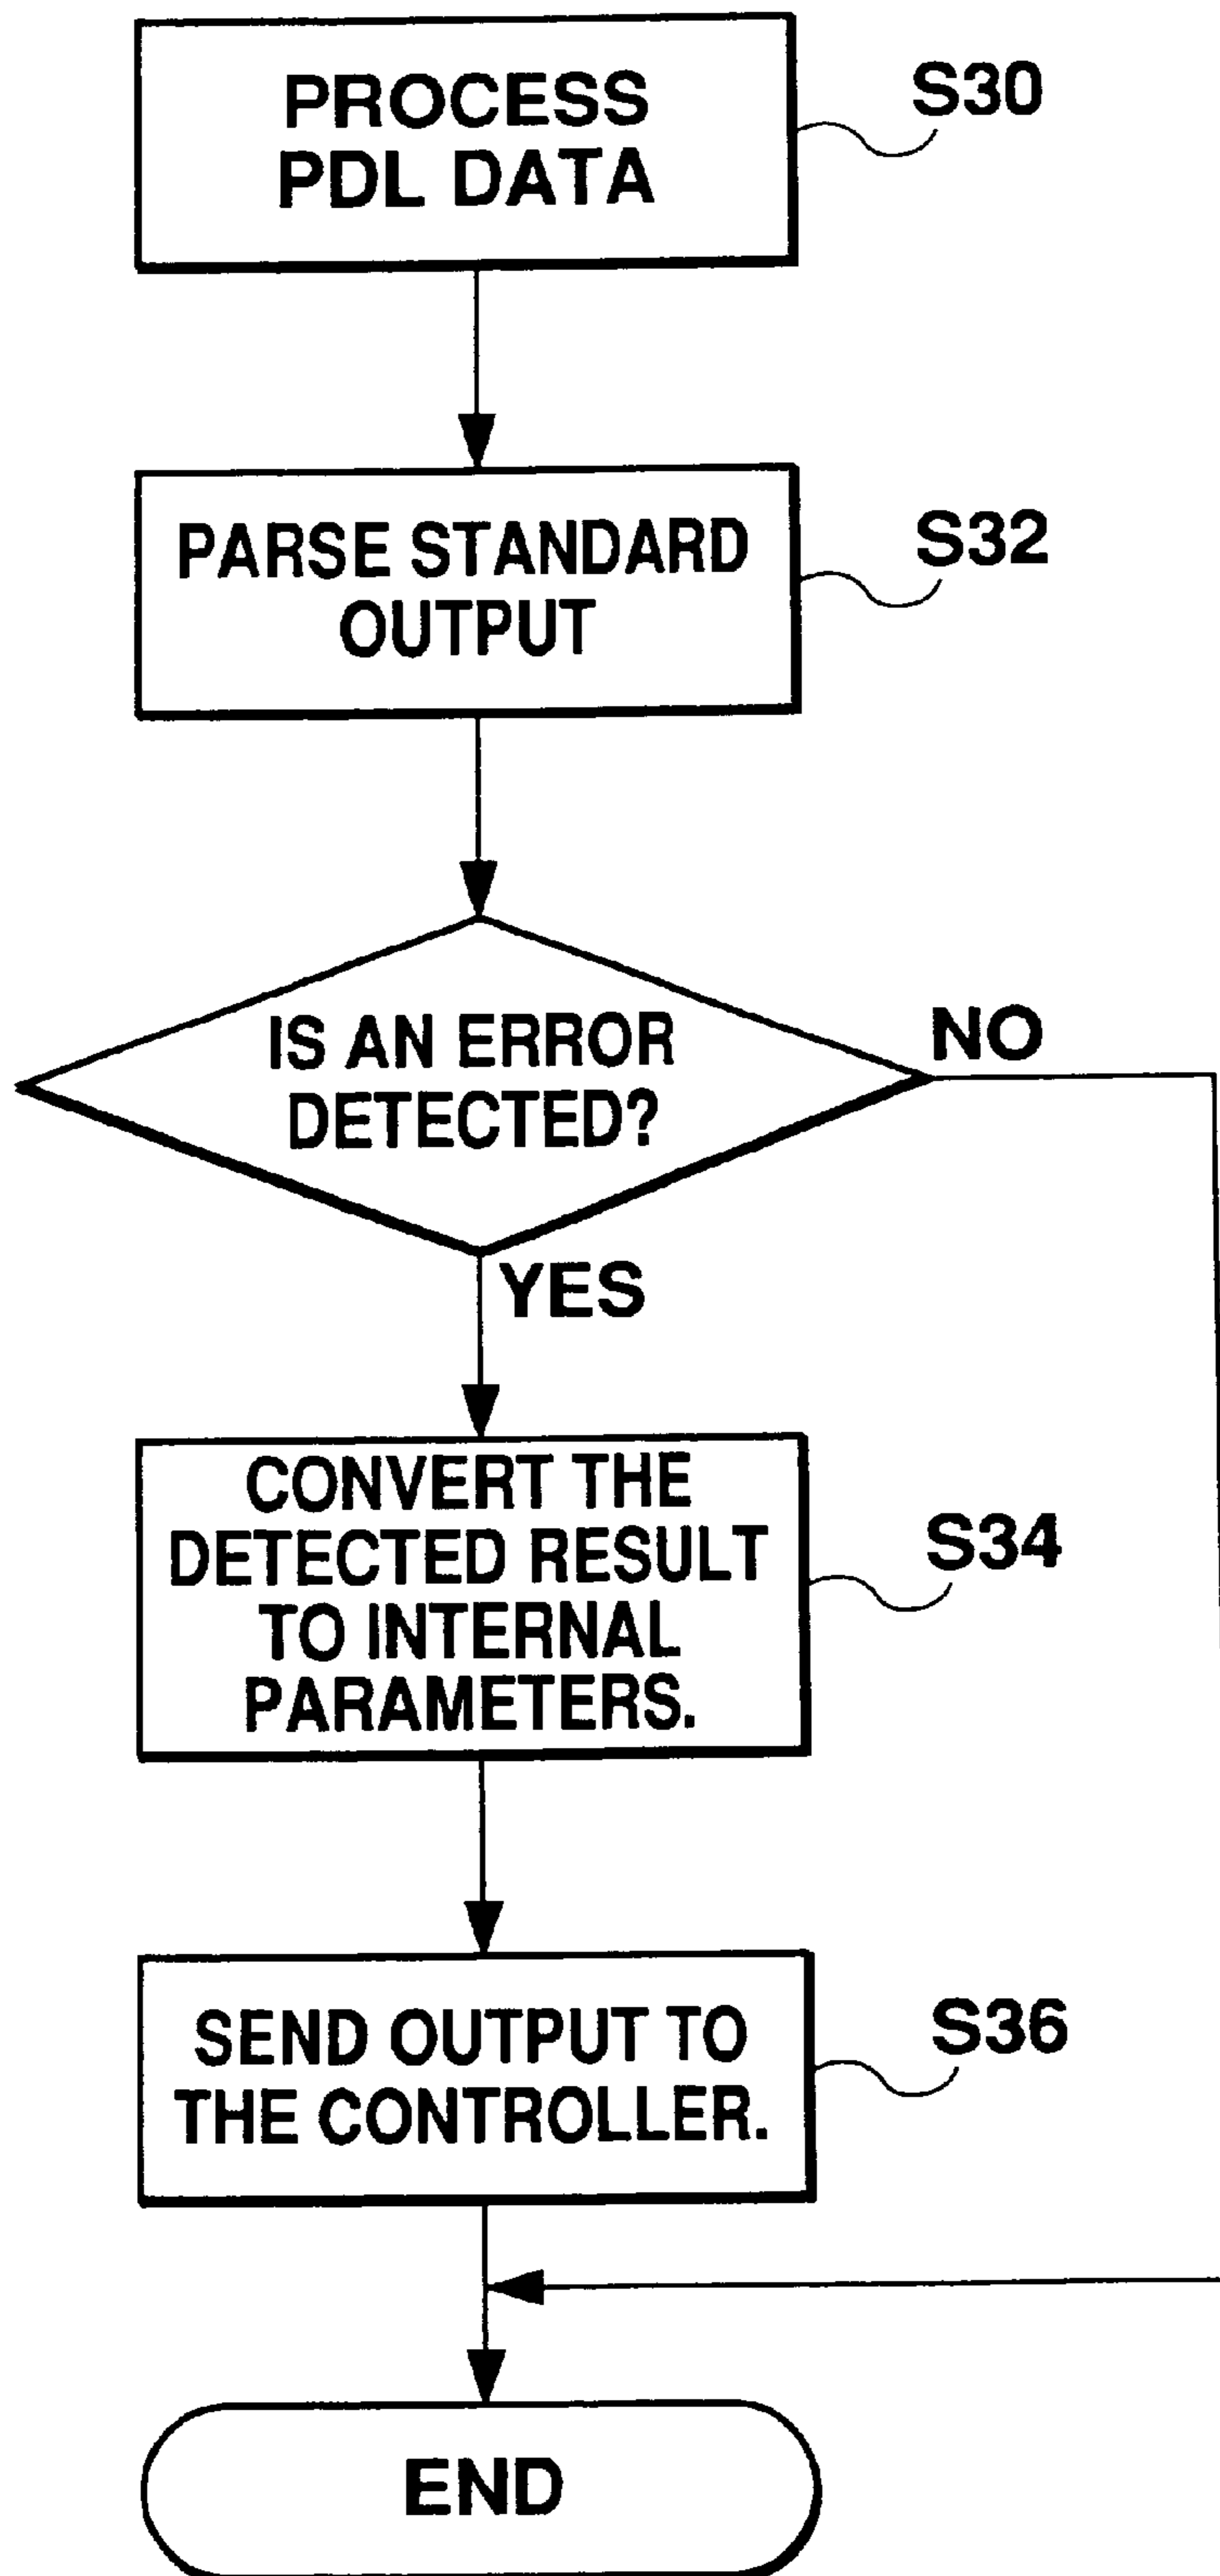 PROCESS
PDL DATA
S30
PARSE STANDARD
OUTPUT
S32
IS AN ERROR
DETECTED?
NO
YES
CONVERT THE
DETECTED RESULT
TO INTERNAL
PARAMETERS.
S34
SEND OUTPUT TO
THE CONTROLLER.
S36
END